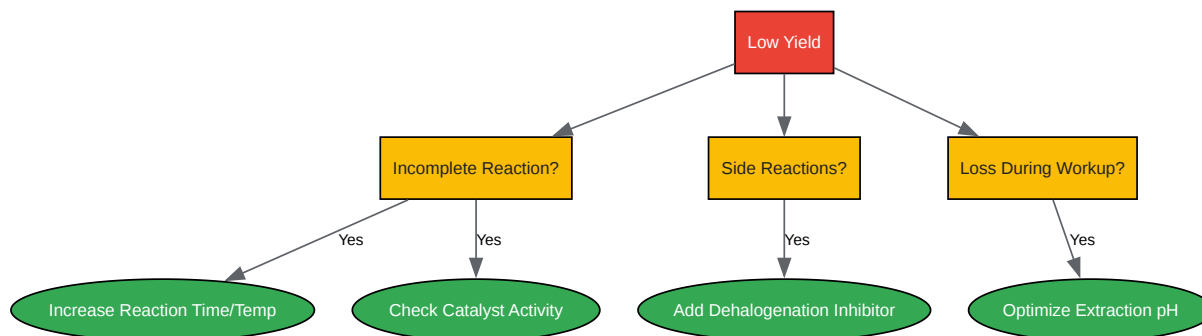 Low Yield
Incomplete Reaction?
Side Reactions?
Loss During Workup?
Yes
Yes
Yes
Yes
Increase Reaction Time/Temp
Check Catalyst Activity
Add Dehalogenation Inhibitor
Optimize Extraction pH